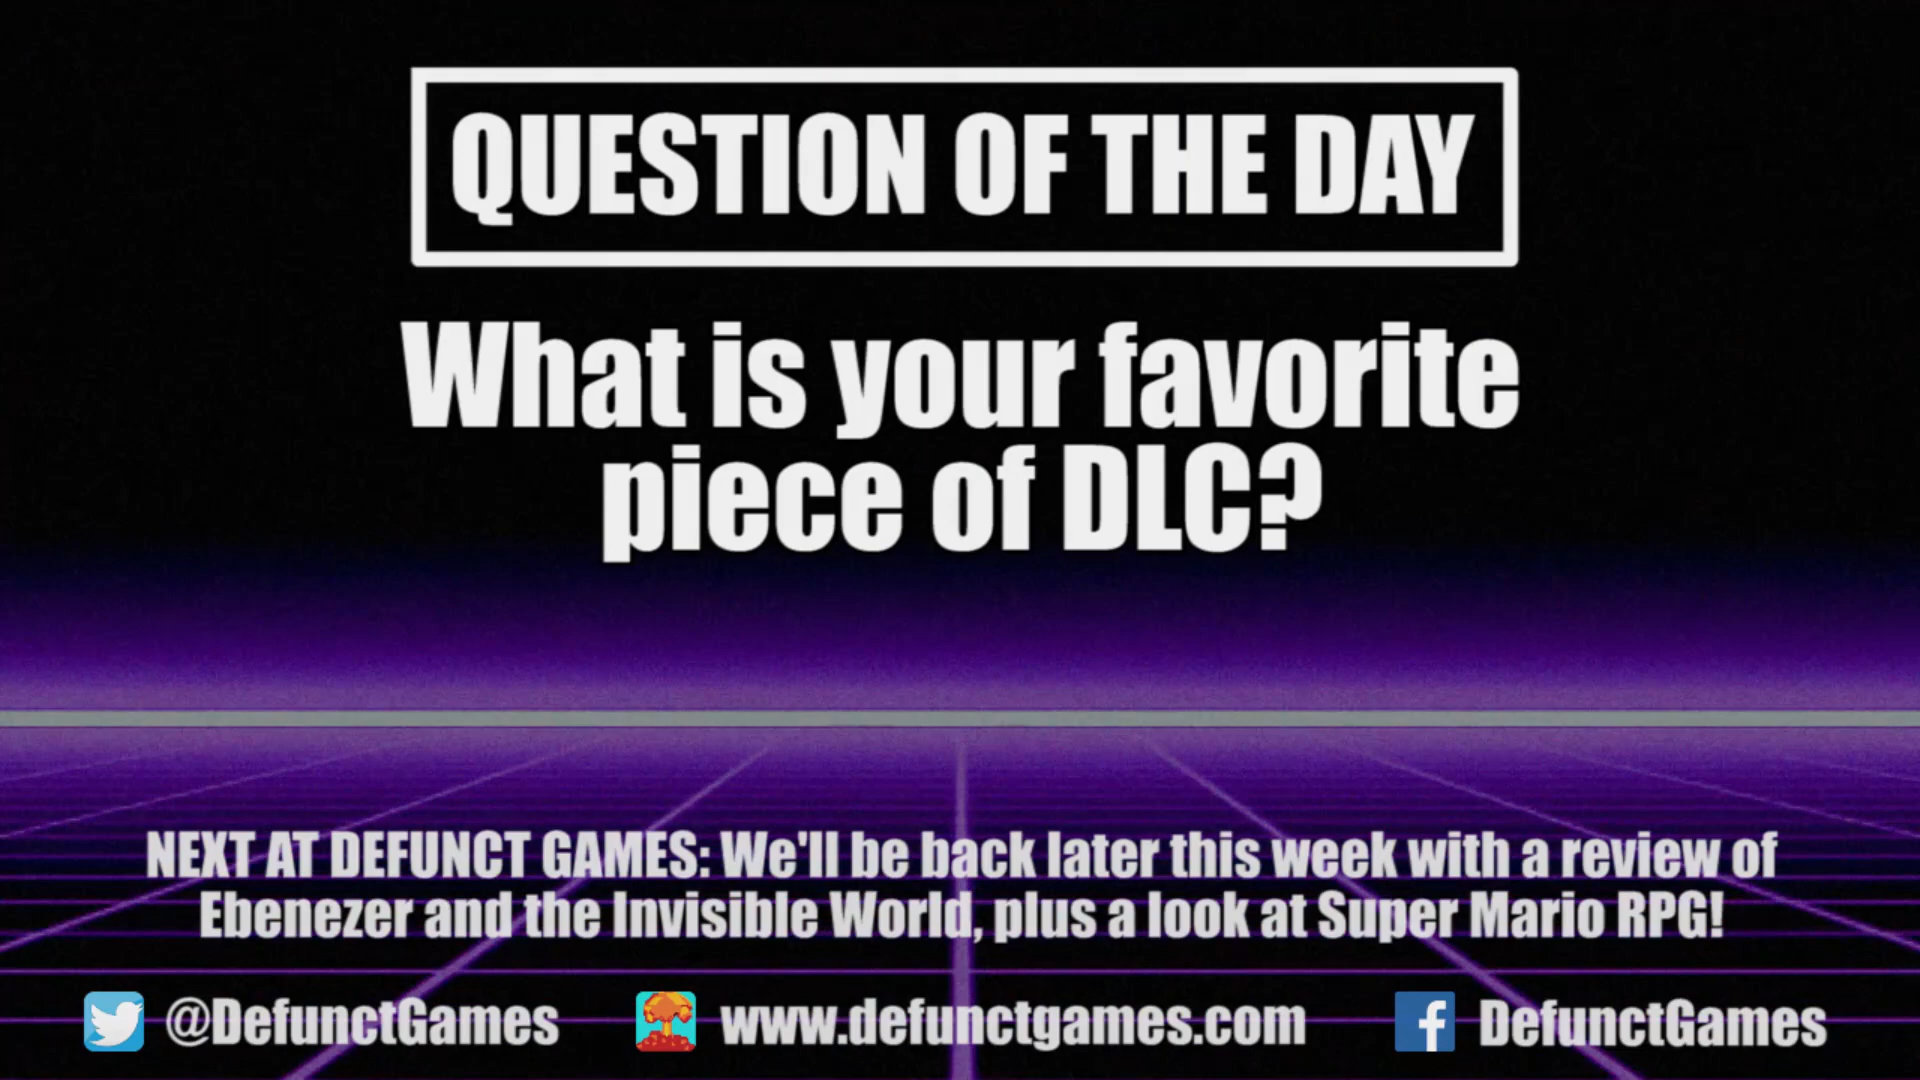 QUESTION OF THE DAY
What is your favorite
piece of DLC?
NEXT AT DEFUNCT GAMES: We'll be back later this week with a review of
Ebenezer and the Invisible World, plus a look at Super Mario RPG!
@DefunctGames www.defunctgames.com DefunctGames